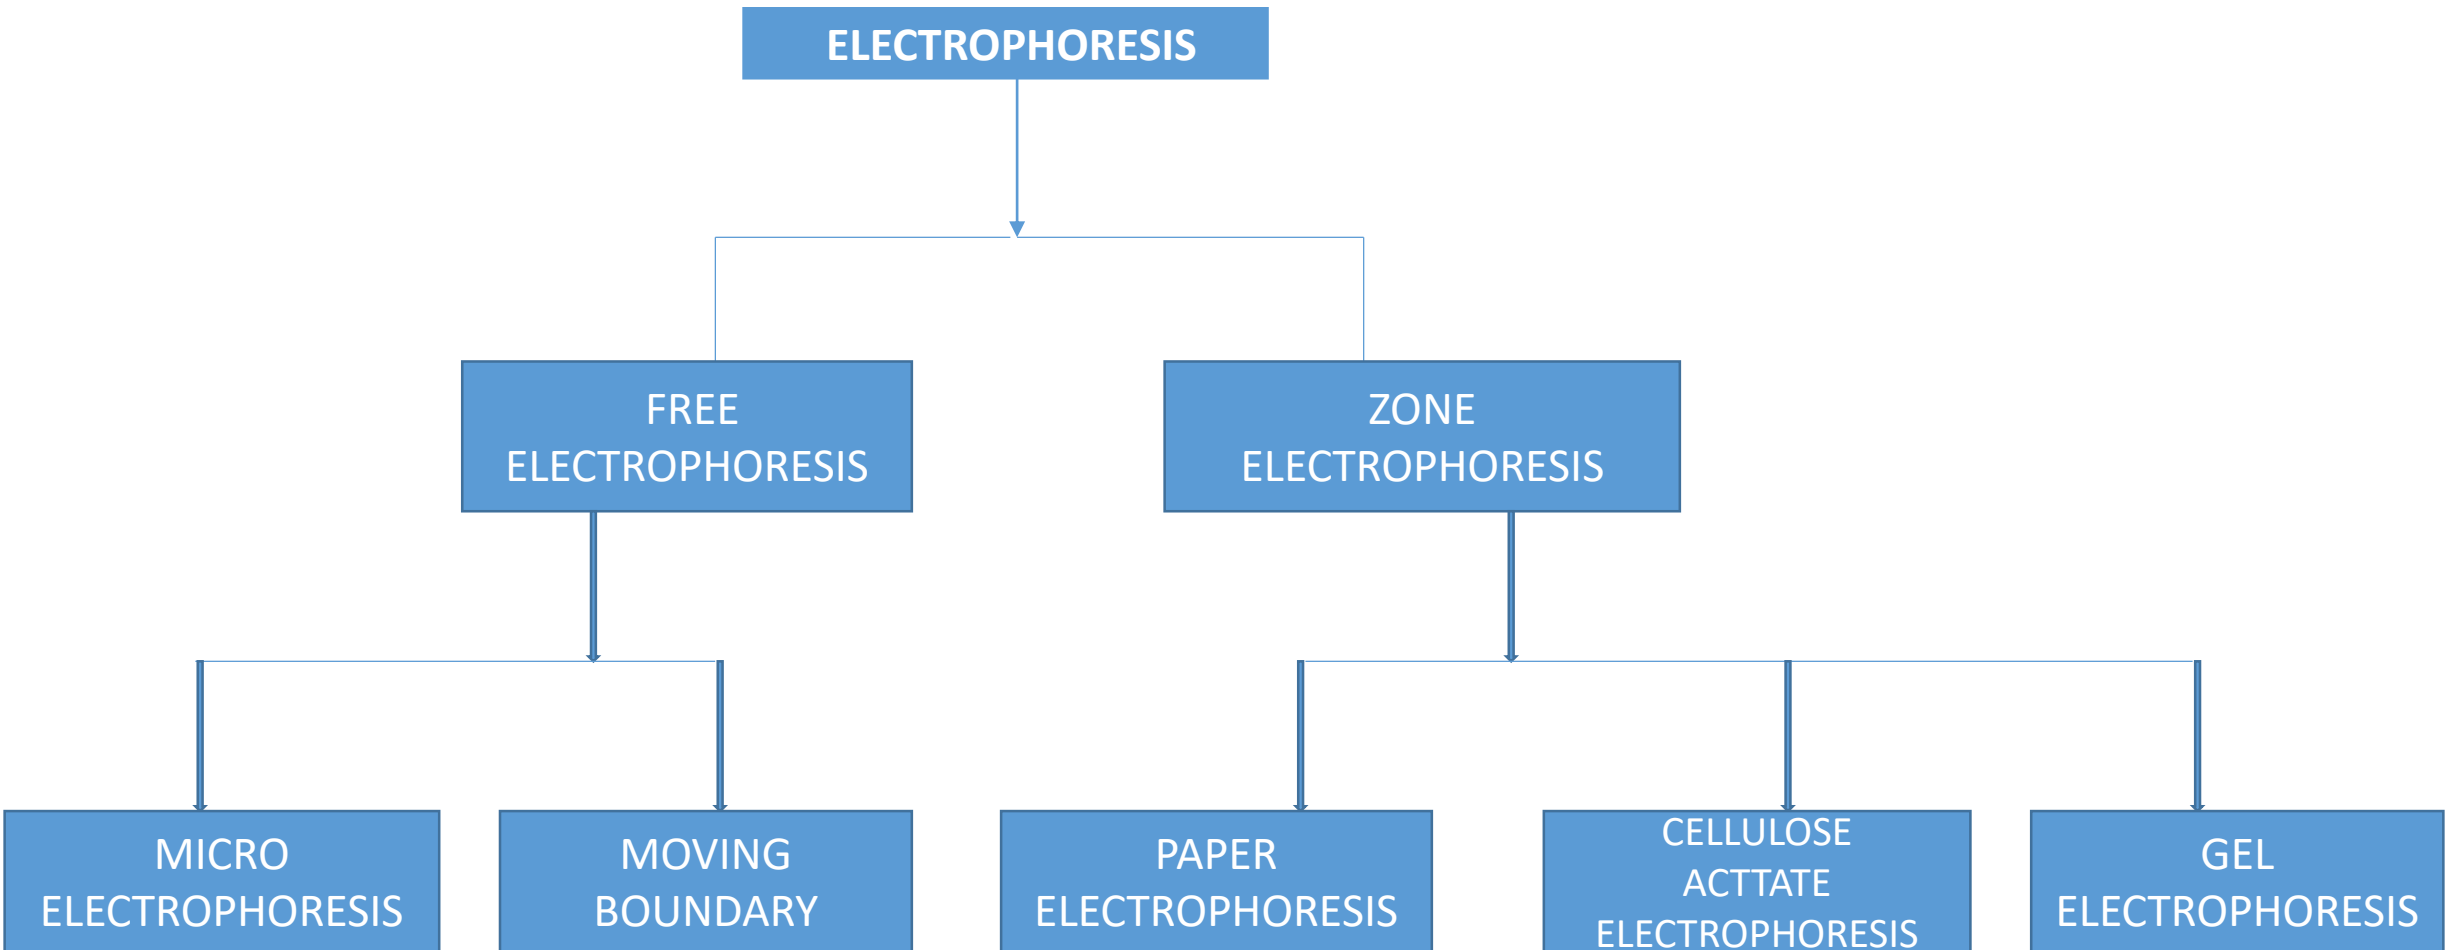 ELECTROPHORESIS
FREE
ELECTROPHORESIS
ZONE
ELECTROPHORESIS
MICRO
ELECTROPHORESIS
MOVING
BOUNDARY
PAPER
ELECTROPHORESIS
CELLULOSE
ACTTATE
ELECTROPHORESIS
GEL
ELECTROPHORESIS